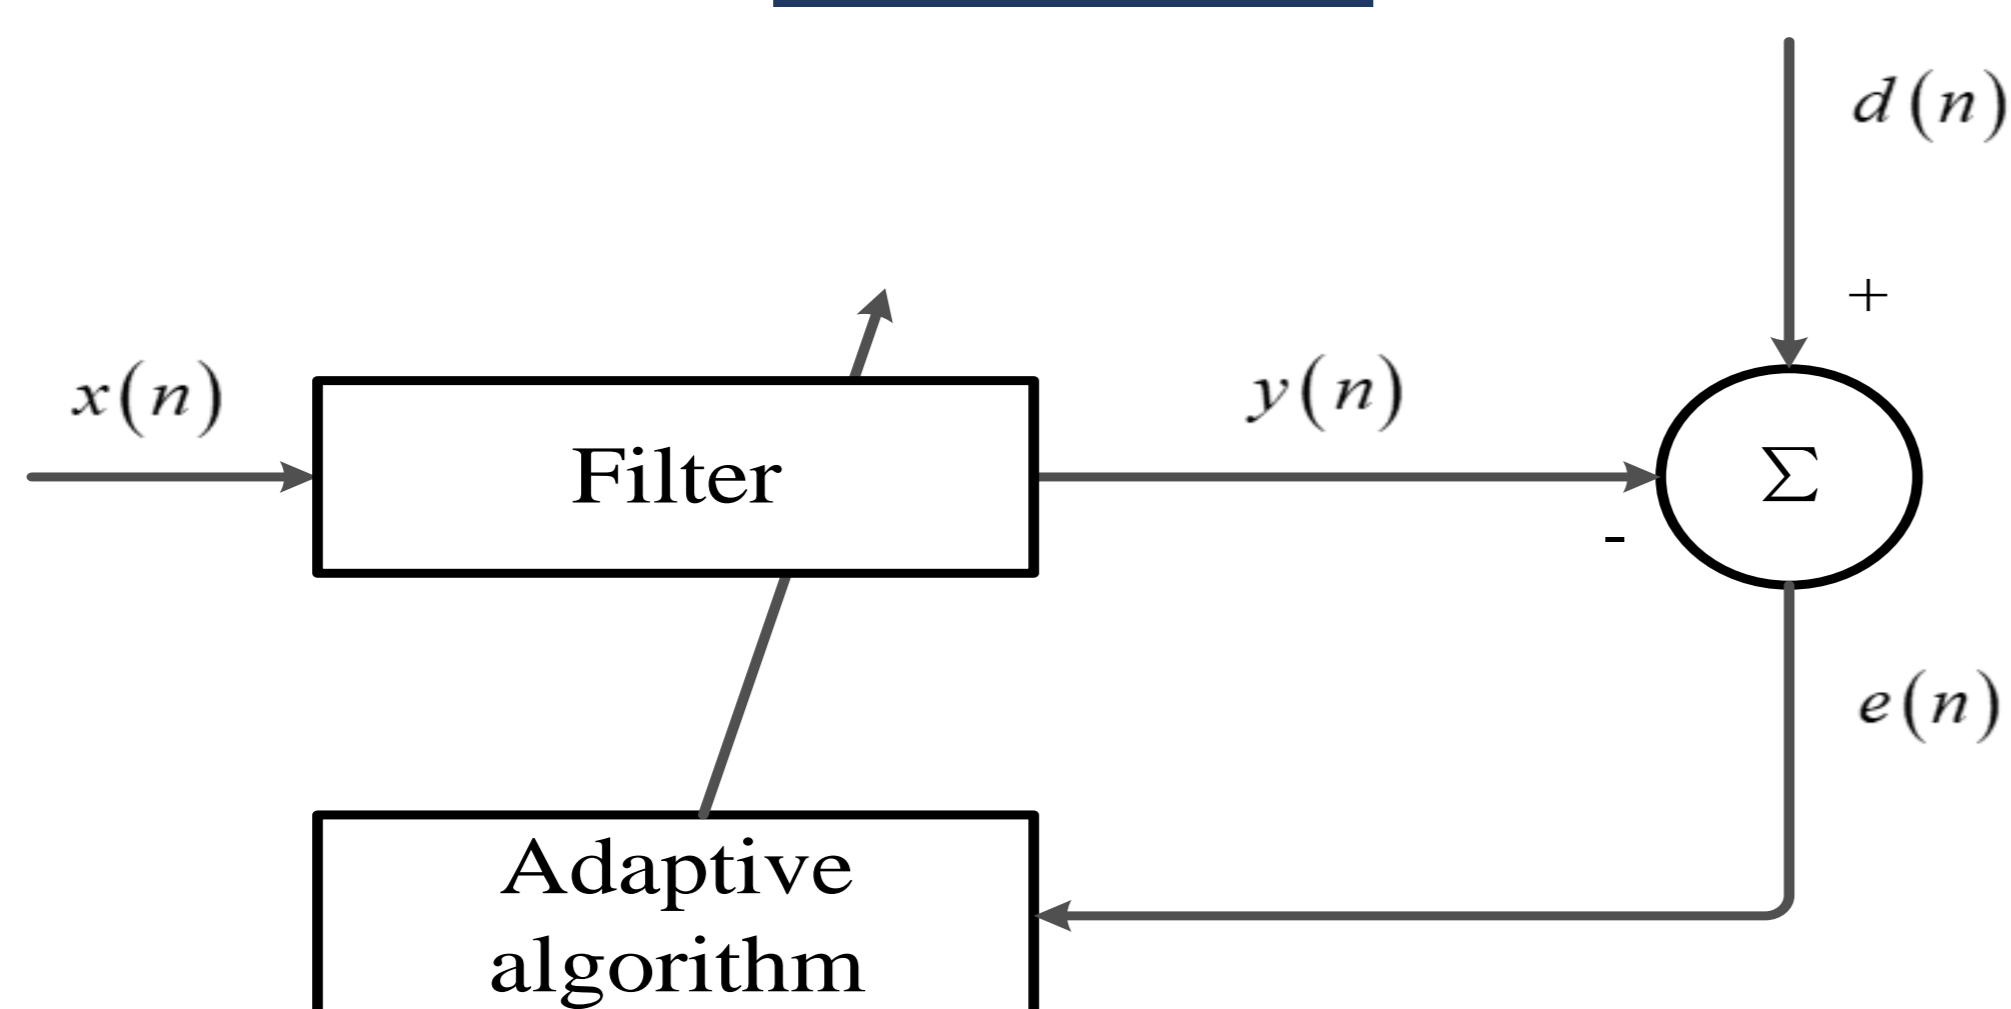 d(n)
+
x(n)
y(n)
Filter
Σ
-
e(n)
Adaptive
algorithm